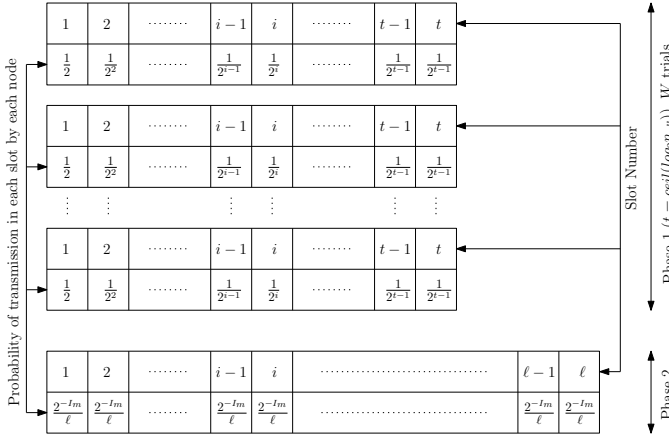 1 2 ........ i − 1 i ........ t − 1 t
1/2 1/2^2 ........ 1/2^{i−1} 1/2^i ........ 1/2^{t−1} 1/2^{t−1}
1 2 ........ i − 1 i ........ t − 1 t
1/2 1/2^2 ........ 1/2^{i−1} 1/2^i ........ 1/2^{t−1} 1/2^{t−1}
1 2 ........ i − 1 i ........ t − 1 t
1/2 1/2^2 ........ 1/2^{i−1} 1/2^i ........ 1/2^{t−1} 1/2^{t−1}
1 2 ........ i − 1 i ........ ℓ − 1 ℓ
2^{−I_m}/ℓ 2^{−I_m}/ℓ ........ 2^{−I_m}/ℓ 2^{−I_m}/ℓ ........ 2^{−I_m}/ℓ 2^{−I_m}/ℓ
Probability of transmission in each slot by each node
Slot Number
Phase 1 W trials
Phase 2